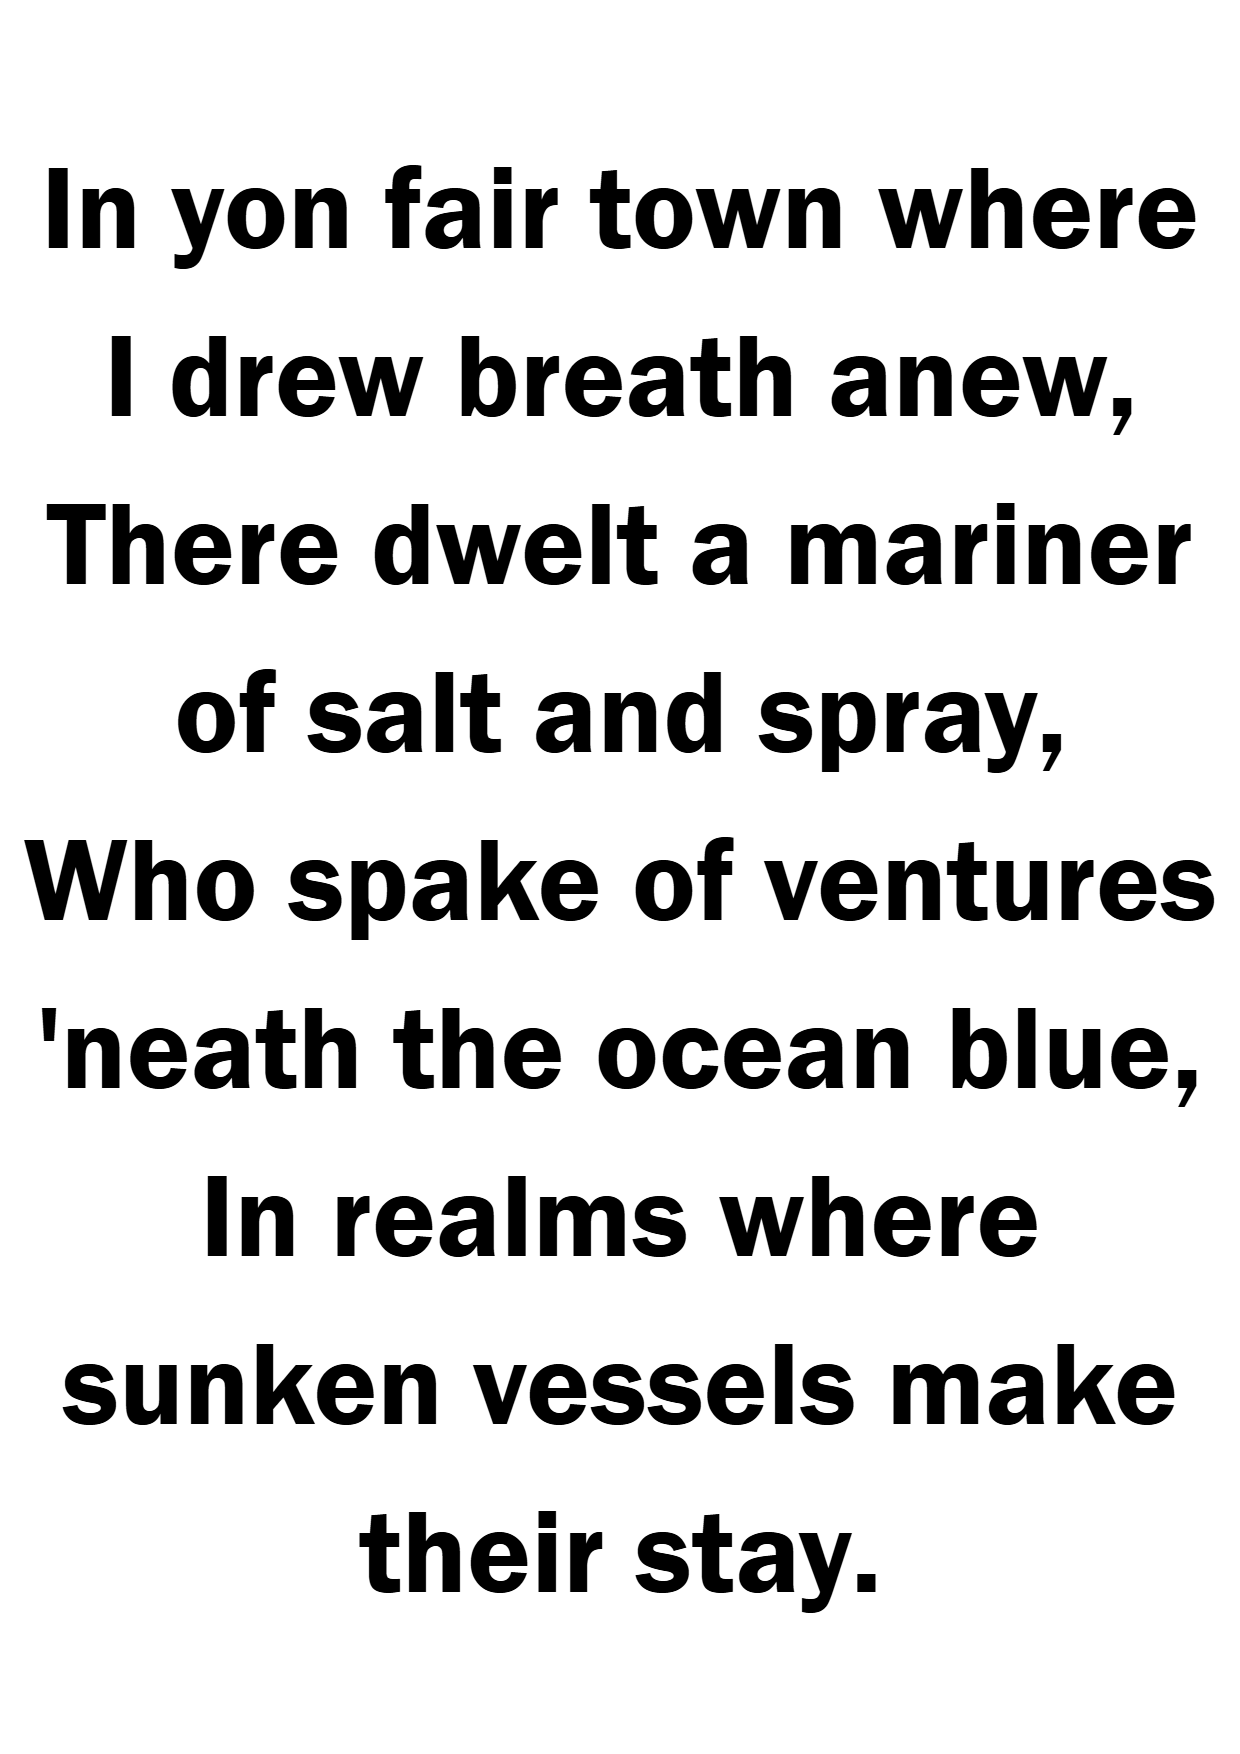 In yon fair town where
I drew breath anew,
There dwelt a mariner
of salt and spray,
Who spake of ventures
'neath the ocean blue,
In realms where
sunken vessels make
their stay.